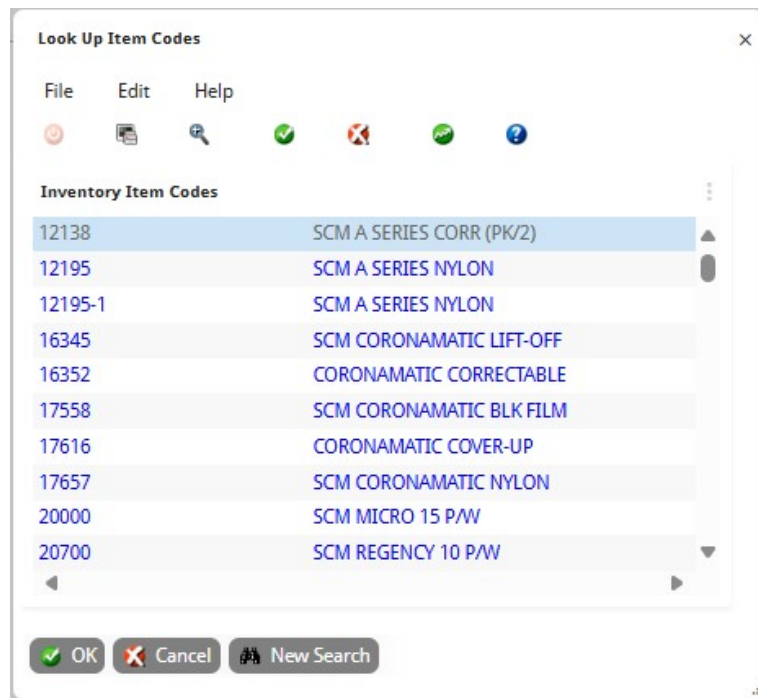 Look Up Item Codes
File Edit Help
Inventory Item Codes
12138 SCM A SERIES CORR (PK/2)
12195 SCM A SERIES NYLON
12195-1 SCM A SERIES NYLON
16345 SCM CORONAMATIC LIFT-OFF
16352 CORONAMATIC CORRECTABLE
17558 SCM CORONAMATIC BLK FILM
17616 CORONAMATIC COVER-UP
17657 SCM CORONAMATIC NYLON
20000 SCM MICRO 15 P/W
20700 SCM REGENCY 10 P/W
OK Cancel New Search